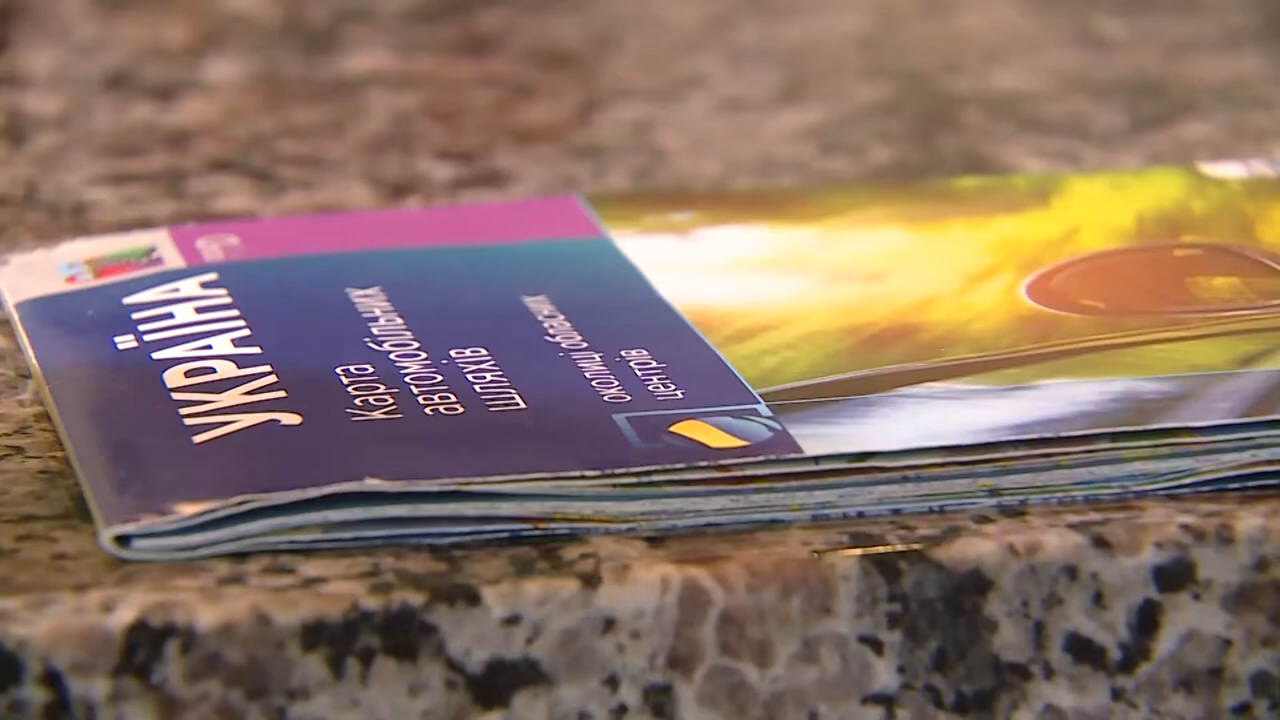 УКРАЇНА
Карта
автомобільних
шляхів
околиці обласних
центрів